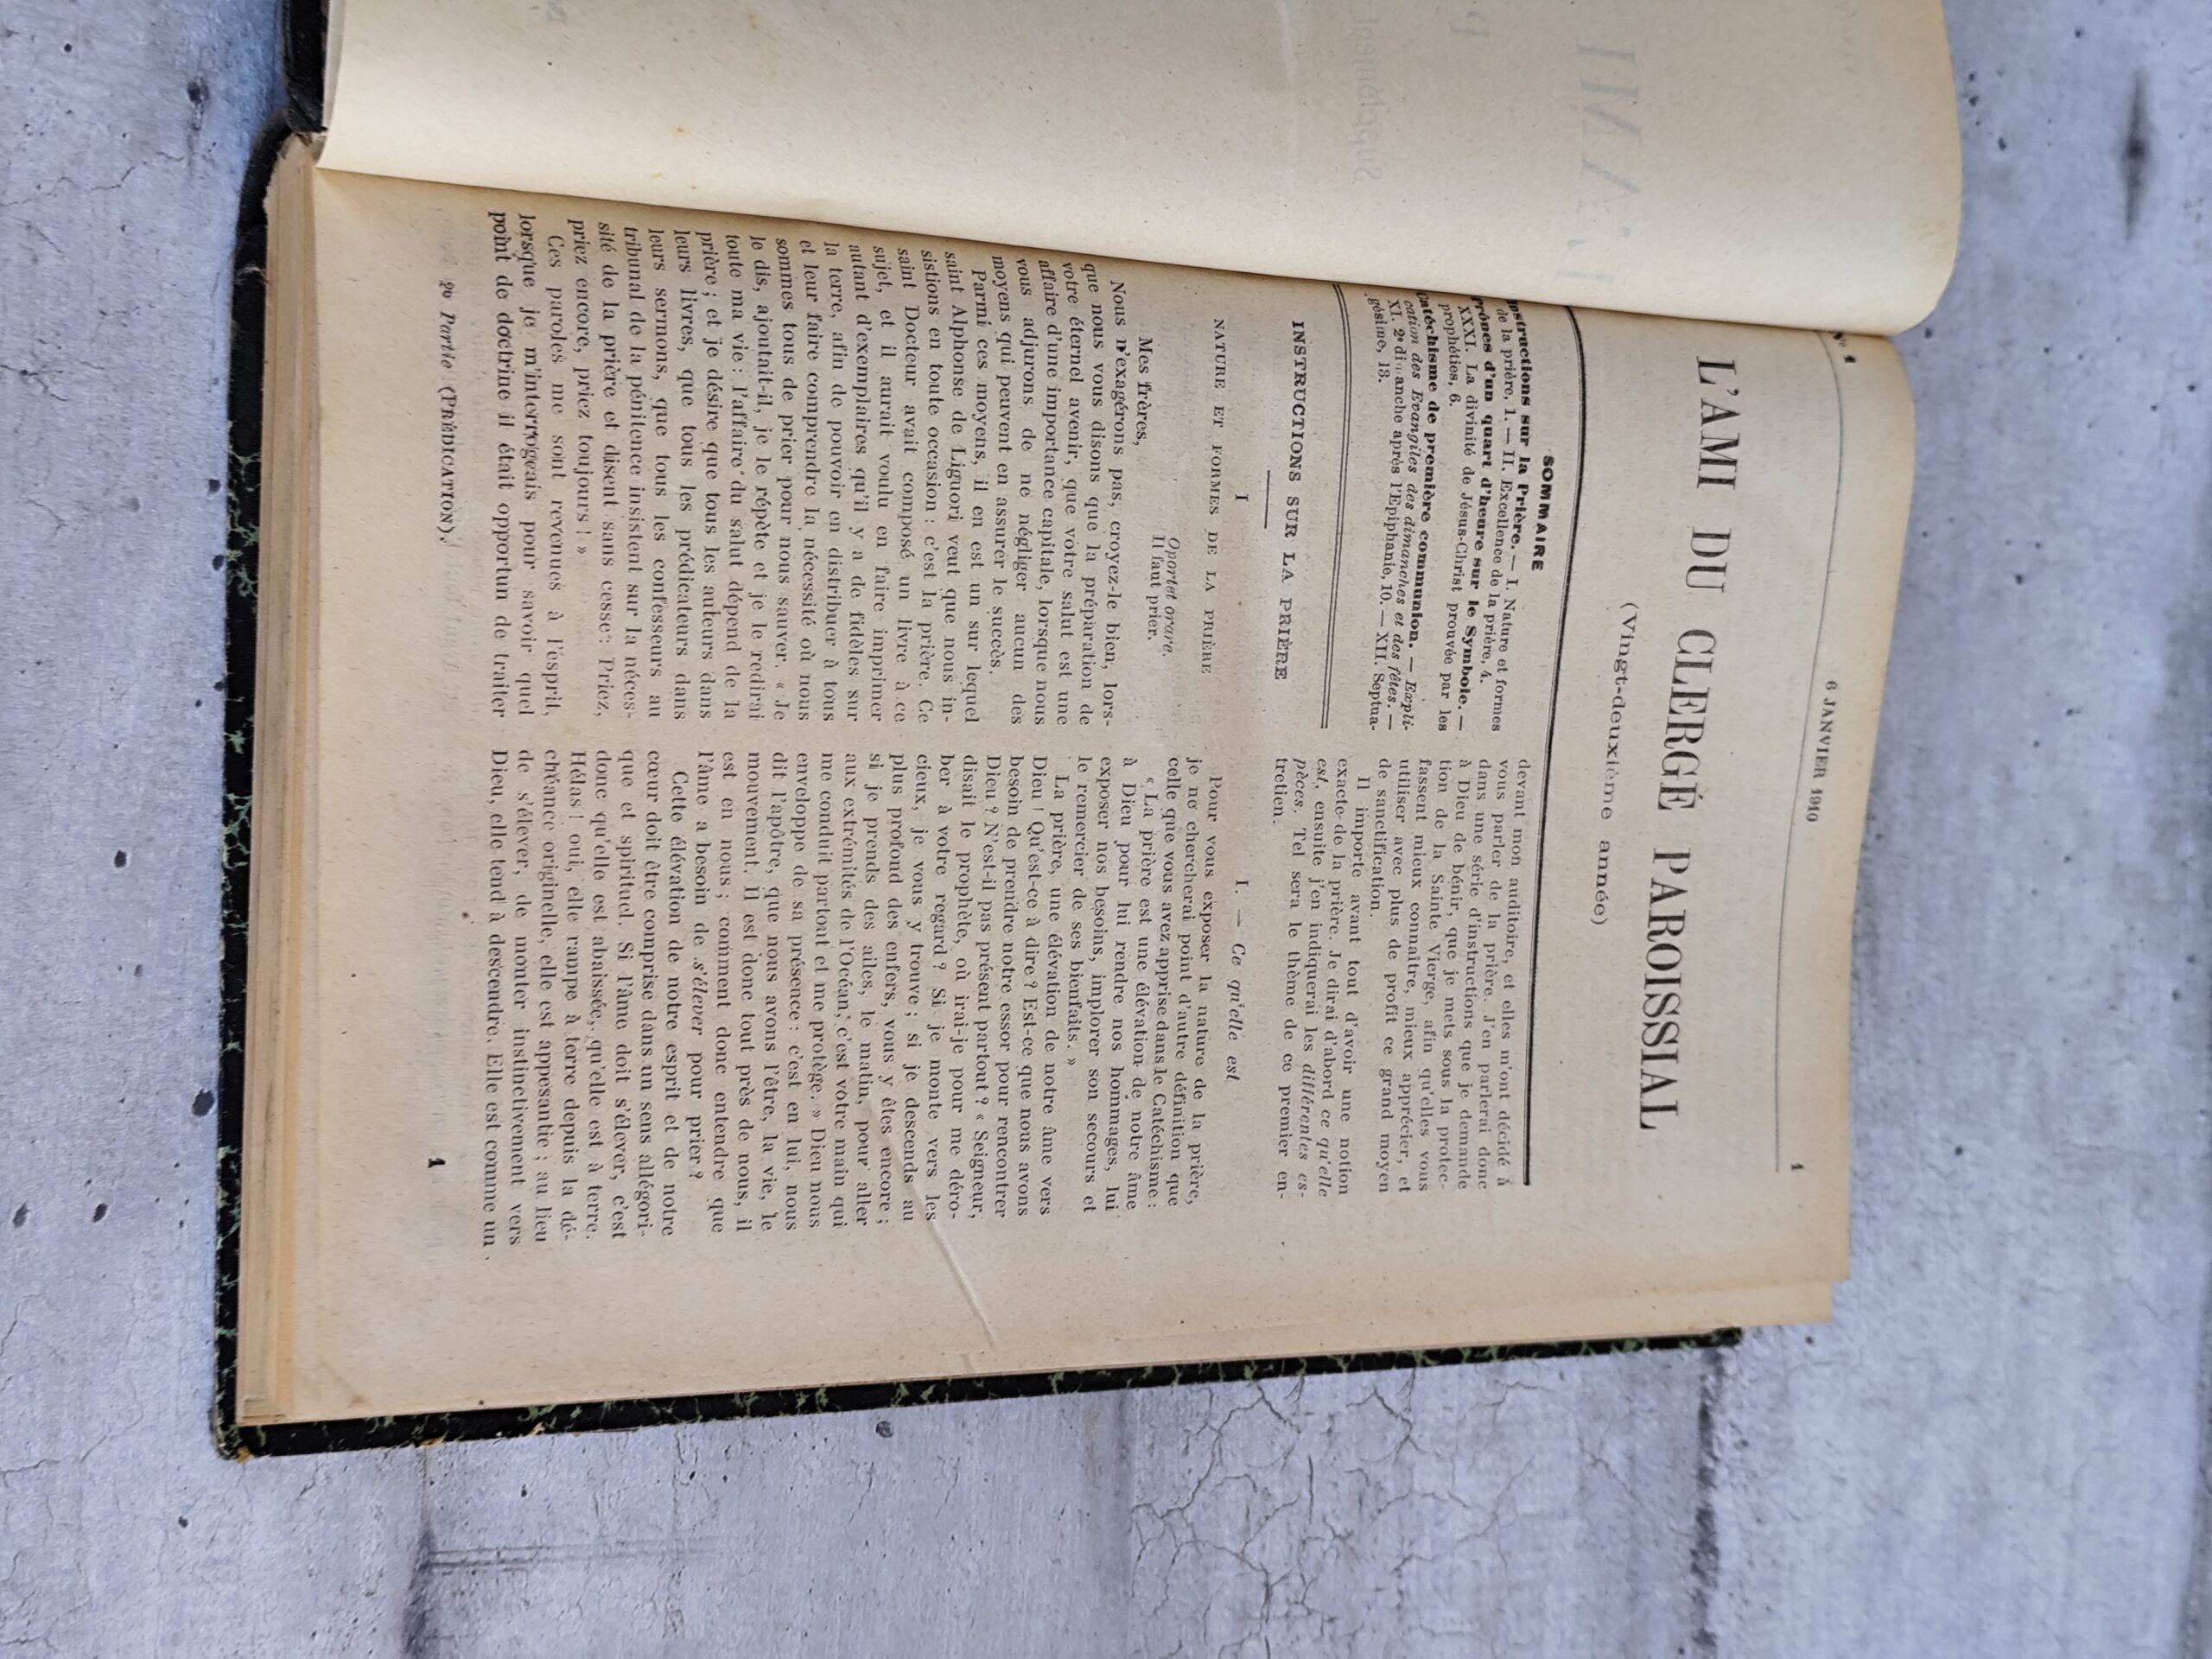 N° 1
6 JANVIER 1910
1
L'AMI DU CLERGÉ PAROISSIAL
(Vingt-deuxième année)
SOMMAIRE
Instructions sur la Prière. — I. Nature et formes
de la prière, 1. — II. Excellence de la prière, 4.
Prônes d'un quart d'heure sur le Symbole. —
XXXI. La divinité de Jésus-Christ prouvée par les
prophéties, 6.
Catéchisme de première communion. — Expli-
cation des Evangiles des dimanches et des fêtes. —
XI. 2e dimanche après l'Epiphanie, 10. — XII. Septua-
gésime, 13.
INSTRUCTIONS SUR LA PRIÈRE
I
NATURE ET FORMES DE LA PRIÈRE
Oportet orare.
Il faut prier.
Mes frères,
Nous n'exagérons pas, croyez-le bien, lors-
que nous vous disons que la préparation de
votre éternel avenir, que votre salut est une
affaire d'une importance capitale, lorsque nous
vous adjurons de ne négliger aucun des
moyens qui peuvent en assurer le succès.
Parmi ces moyens, il en est un sur lequel
saint Alphonse de Liguori veut que nous in-
sistions en toute occasion : c'est la prière. Ce
saint Docteur avait composé un livre à ce
sujet, et il aurait voulu en faire imprimer
autant d'exemplaires qu'il y a de fidèles sur
la terre, afin de pouvoir en distribuer à tous
et leur faire comprendre la nécessité où nous
sommes tous de prier pour nous sauver. « Je
le dis, ajoutait-il, je le répète et je le redirai
toute ma vie : l'affaire du salut dépend de la
prière ; et je désire que tous les auteurs dans
leurs livres, que tous les prédicateurs dans
leurs sermons, que tous les confesseurs au
tribunal de la pénitence insistent sur la néces-
sité de la prière et disent sans cesse : Priez,
priez encore, priez toujours ! »
Ces paroles me sont revenues à l'esprit,
lorsque je m'interrogeais pour savoir quel
point de doctrine il était opportun de traiter
2e Partie (PRÉDICATION).
devant mon auditoire, et elles m'ont décidé à
vous parler de la prière. J'en parlerai donc
dans une série d'instructions que je demande
à Dieu de bénir, que je mets sous la protec-
tion de la Sainte Vierge, afin qu'elles vous
fassent mieux connaître, mieux apprécier, et
utiliser avec plus de profit ce grand moyen
de sanctification.
Il importe avant tout d'avoir une notion
exacte de la prière. Je dirai d'abord ce qu'elle
est, ensuite j'en indiquerai les différentes es-
pèces. Tel sera le thème de ce premier en-
tretien.
I. — Ce qu'elle est
Pour vous exposer la nature de la prière,
je ne chercherai point d'autre définition que
celle que vous avez apprise dans le Catéchisme :
« La prière est une élévation de notre âme
à Dieu pour lui rendre nos hommages, lui
exposer nos besoins, implorer son secours et
le remercier de ses bienfaits. »
La prière, une élévation de notre âme vers
Dieu ! Qu'est-ce à dire ? Est-ce que nous avons
besoin de prendre notre essor pour rencontrer
Dieu ? N'est-il pas présent partout ? « Seigneur,
disait le prophète, où irai-je pour me déro-
ber à votre regard ? Si je monte vers les
cieux, je vous y trouve ; si je descends au
plus profond des enfers, vous y êtes encore ;
si je prends des ailes, le matin, pour aller
aux extrémités de l'Océan, c'est votre main qui
me conduit partout et me protège. » Dieu nous
enveloppe de sa présence : c'est en lui, nous
dit l'apôtre, que nous avons l'être, la vie, le
mouvement. Il est donc tout près de nous, il
est en nous ; comment donc entendre que
l'âme a besoin de s'élever pour prier ?
Cette élévation de notre esprit et de notre
cœur doit être comprise dans un sens allégori-
que et spirituel. Si l'âme doit s'élever, c'est
donc qu'elle est abaissée, qu'elle est à terre.
Hélas ! oui, elle rampe à terre depuis la dé-
chéance originelle, elle est appesantie ; au lieu
de s'élever, de monter instinctivement vers
Dieu, elle tend à descendre. Elle est comme un
1